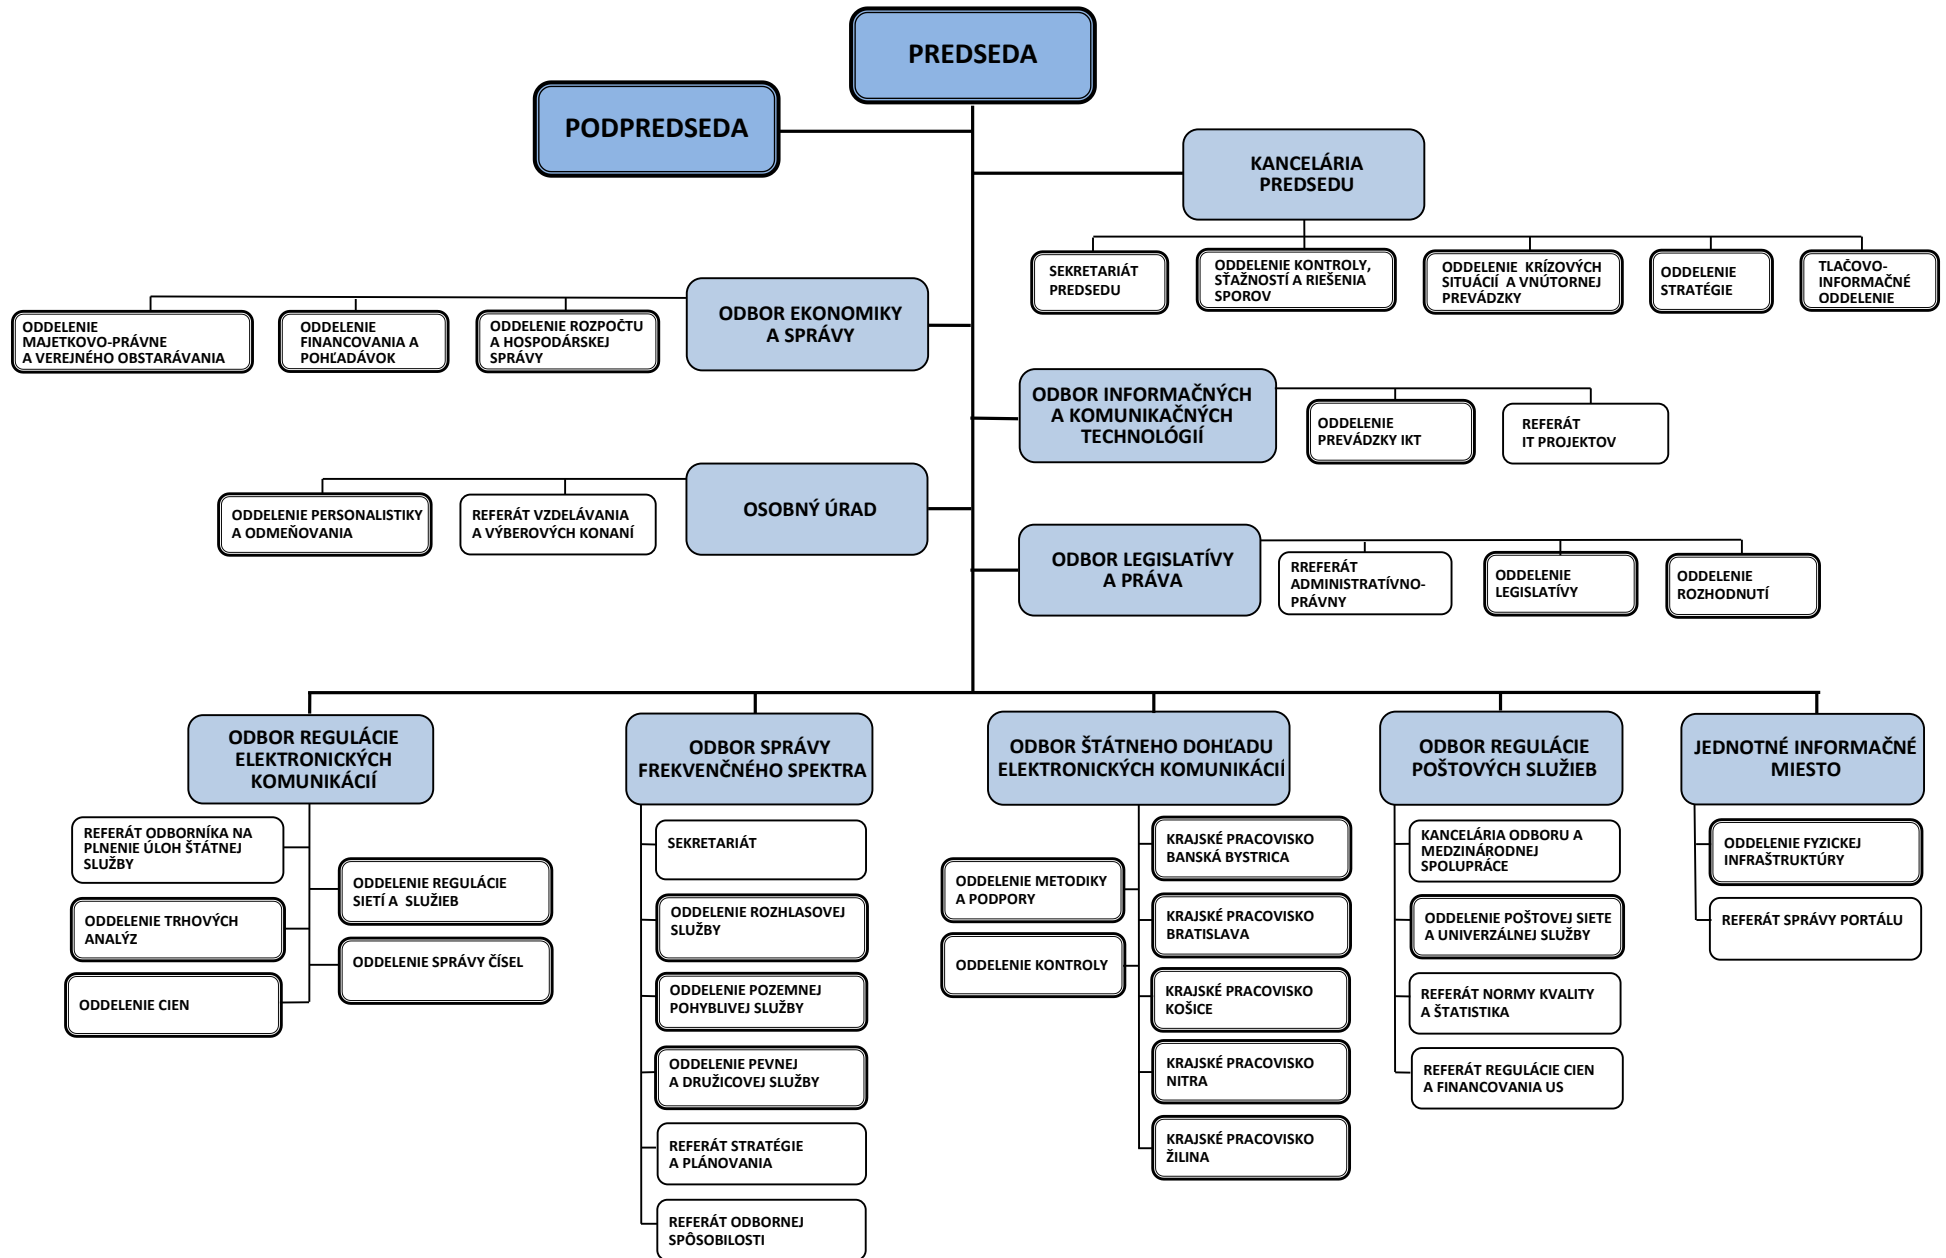 PREDSEDA
PODPREDSEDA
KANCELÁRIA
PREDSEDU
SEKRETARIÁT
PREDSEDU
ODDELENIE KONTROLY,
SŤAŽNOSTÍ A RIEŠENIA
SPOROV
ODDELENIE KRÍZOVÝCH
SITUÁCIÍ A VNÚTORNEJ
PREVÁDZKY
ODDELENIE
STRATÉGIE
TLAČOVO-
INFORMAČNÉ
ODDELENIE
ODBOR EKONOMIKY
A SPRÁVY
ODDELENIE
MAJETKOVO-PRÁVNE
A VEREJNÉHO OBSTARÁVANIA
ODDELENIE
FINANCOVANIA A
POHĽADÁVOK
ODDELENIE ROZPOČTU
A HOSPODÁRSKEJ
SPRÁVY
ODBOR INFORMAČNÝCH
A KOMUNIKAČNÝCH
TECHNOLÓGIÍ
ODDELENIE
PREVÁDZKY IKT
REFERÁT
IT PROJEKTOV
OSOBNÝ ÚRAD
ODDELENIE PERSONALISTIKY
A ODMEŇOVANIA
REFERÁT VZDELÁVANIA
A VÝBEROVÝCH KONANÍ
ODBOR LEGISLATÍVY
A PRÁVA
RREFERÁT
ADMINISTRATÍVNO-
PRÁVNY
ODDELENIE
LEGISLATÍVY
ODDELENIE
ROZHODNUTÍ
ODBOR REGULÁCIE
ELEKTRONICKÝCH
KOMUNIKÁCIÍ
REFERÁT ODBORNÍKA NA
PLNENIE ÚLOH ŠTÁTNEJ
SLUŽBY
ODDELENIE REGULÁCIE
SIETÍ A SLUŽIEB
ODDELENIE TRHOVÝCH
ANALÝZ
ODDELENIE SPRÁVY ČÍSEL
ODDELENIE CIEN
ODBOR SPRÁVY
FREKVENČNÉHO SPEKTRA
SEKRETARIÁT
ODDELENIE ROZHLASOVEJ
SLUŽBY
ODDELENIE POZEMNEJ
POHYBLIVEJ SLUŽBY
ODDELENIE PEVNEJ
A DRUŽICOVEJ SLUŽBY
REFERÁT STRATÉGIE
A PLÁNOVANIA
REFERÁT ODBORNEJ
SPÔSOBILOSTI
ODBOR ŠTÁTNEHO DOHĽADU
ELEKTRONICKÝCH KOMUNIKÁCIÍ
ODDELENIE METODIKY
A PODPORY
ODDELENIE KONTROLY
KRAJSKÉ PRACOVISKO
BANSKÁ BYSTRICA
KRAJSKÉ PRACOVISKO
BRATISLAVA
KRAJSKÉ PRACOVISKO
KOŠICE
KRAJSKÉ PRACOVISKO
NITRA
KRAJSKÉ PRACOVISKO
ŽILINA
ODBOR REGULÁCIE
POŠTOVÝCH SLUŽIEB
KANCELÁRIA ODBORU A
MEDZINÁRODNEJ
SPOLUPRÁCE
ODDELENIE POŠTOVEJ SIETE
A UNIVERZÁLNEJ SLUŽBY
REFERÁT NORMY KVALITY
A ŠTATISTIKA
REFERÁT REGULÁCIE CIEN
A FINANCOVANIA US
JEDNOTNÉ INFORMAČNÉ
MIESTO
ODDELENIE FYZICKEJ
INFRAŠTRUKTÚRY
REFERÁT SPRÁVY PORTÁLU